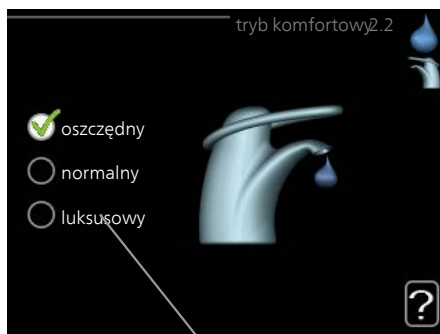 tryb komfortowy 2.2
oszczędny
normalny
luksusowy
?